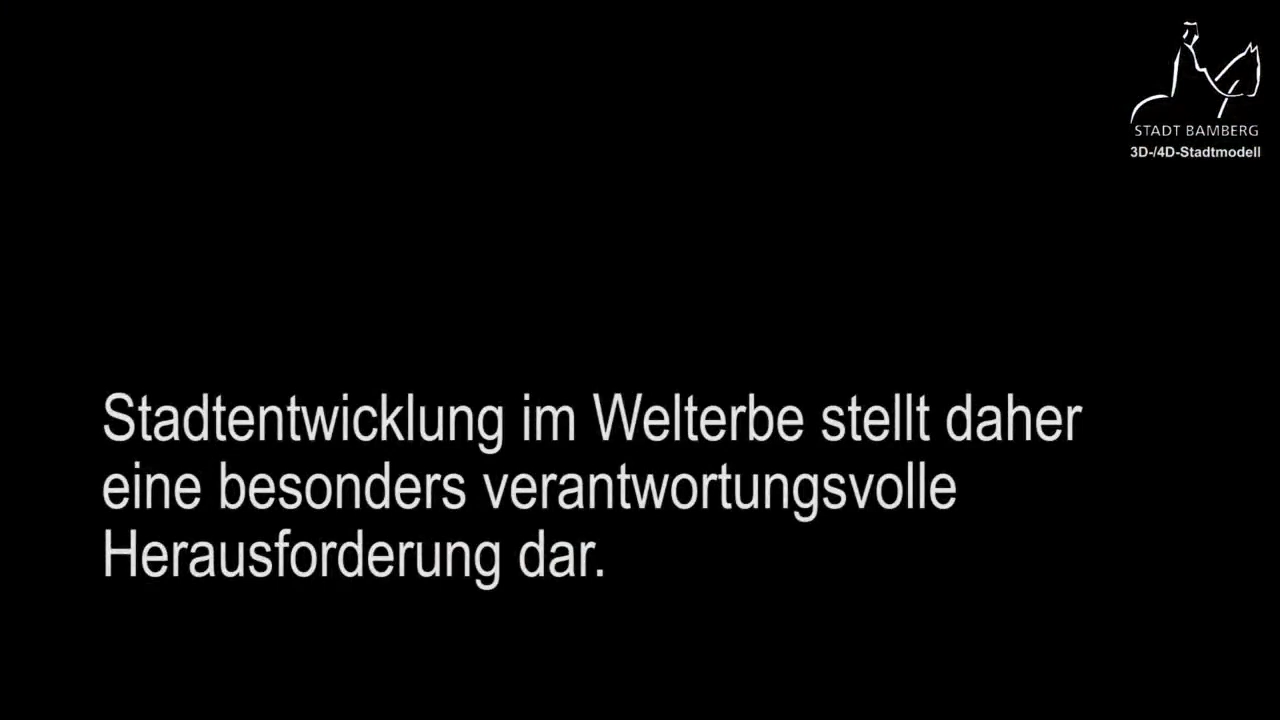 STADT BAMBERG
3D-/4D-Stadtmodell
Stadtentwicklung im Welterbe stellt daher
eine besonders verantwortungsvolle
Herausforderung dar.